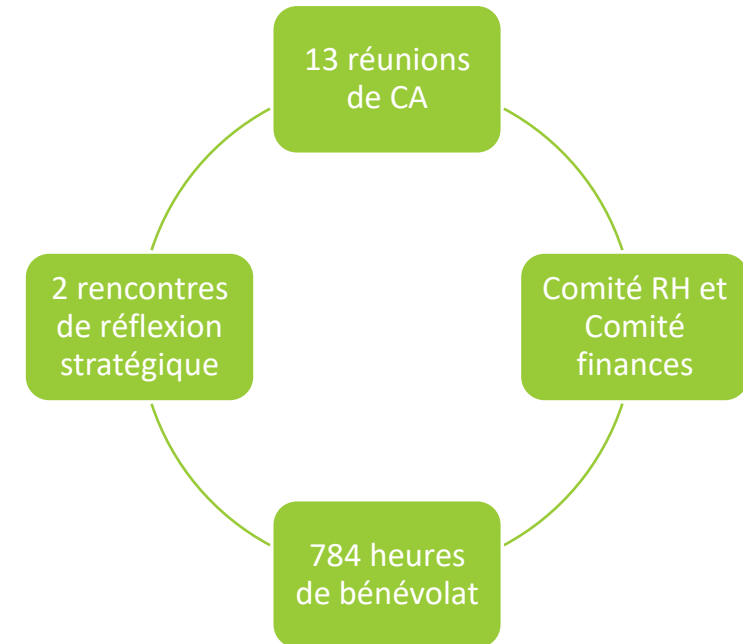 13 réunions
de CA
Comité RH et
Comité
finances
784 heures
de bénévolat
2 rencontres
de réflexion
stratégique